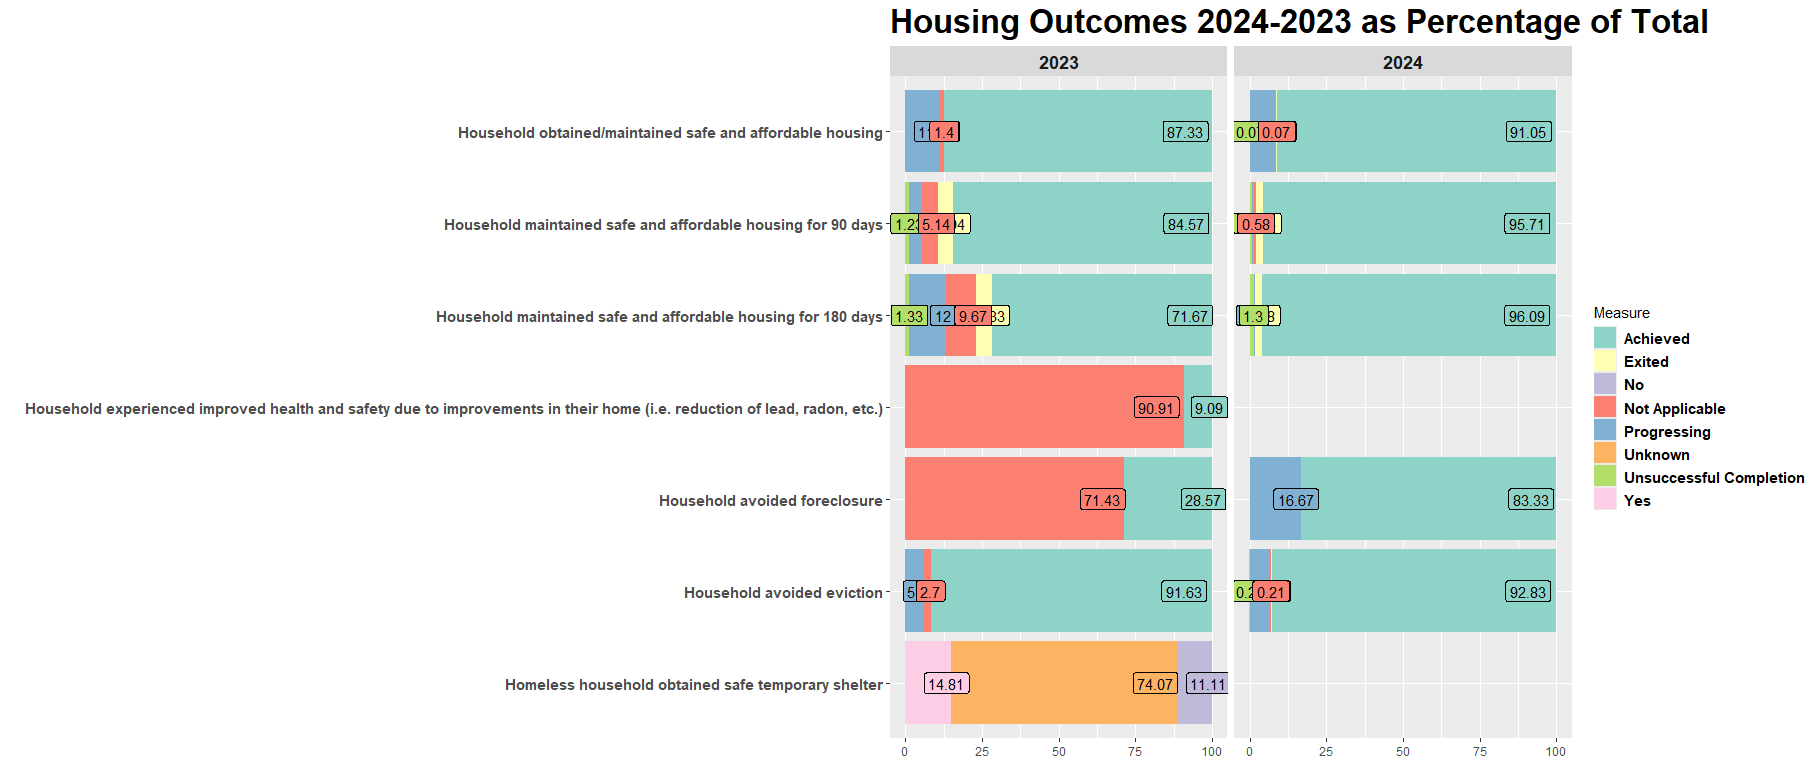 Housing Outcomes 2024-2023 as Percentage of Total
2023 2024
Household obtained/maintained safe and affordable housing 1.4 87.33 0.07 91.05
Household maintained safe and affordable housing for 90 days 1.23 5.14 84.57 0.58 95.71
Household maintained safe and affordable housing for 180 days 1.33 12 9.67 71.67 1.3 96.09
Household experienced improved health and safety due to improvements in their home (i.e. reduction of lead, radon, etc.) 90.91 9.09
Household avoided foreclosure 71.43 28.57 16.67 83.33
Household avoided eviction 2.7 91.63 0.21 92.83
Homeless household obtained safe temporary shelter 14.81 74.07 11.11
0 25 50 75 100 0 25 50 75 100
Measure
Achieved
Exited
No
Not Applicable
Progressing
Unknown
Unsuccessful Completion
Yes